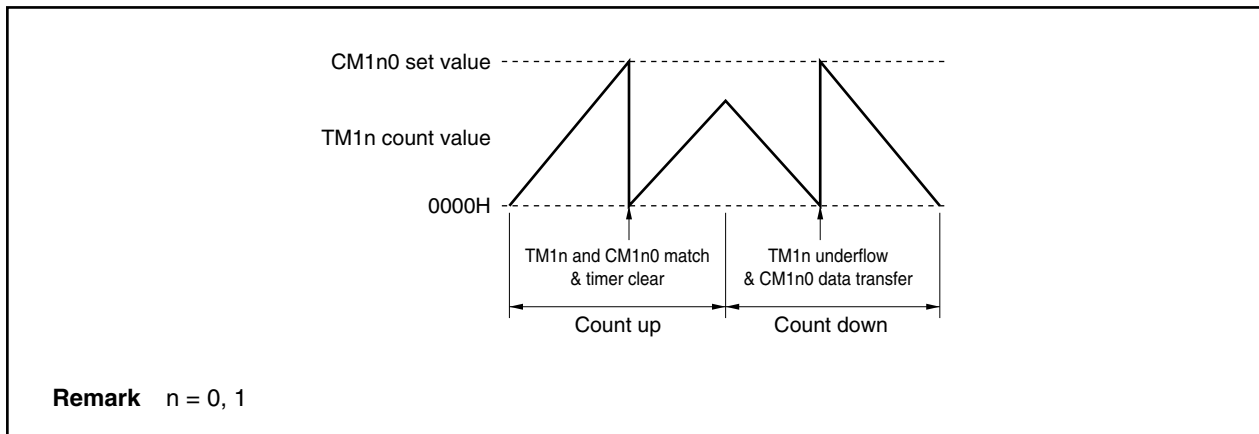 CM1n0 set value
TM1n count value
0000H
TM1n and CM1n0 match
& timer clear
TM1n underflow
& CM1n0 data transfer
Count up
Count down
Remark n = 0, 1